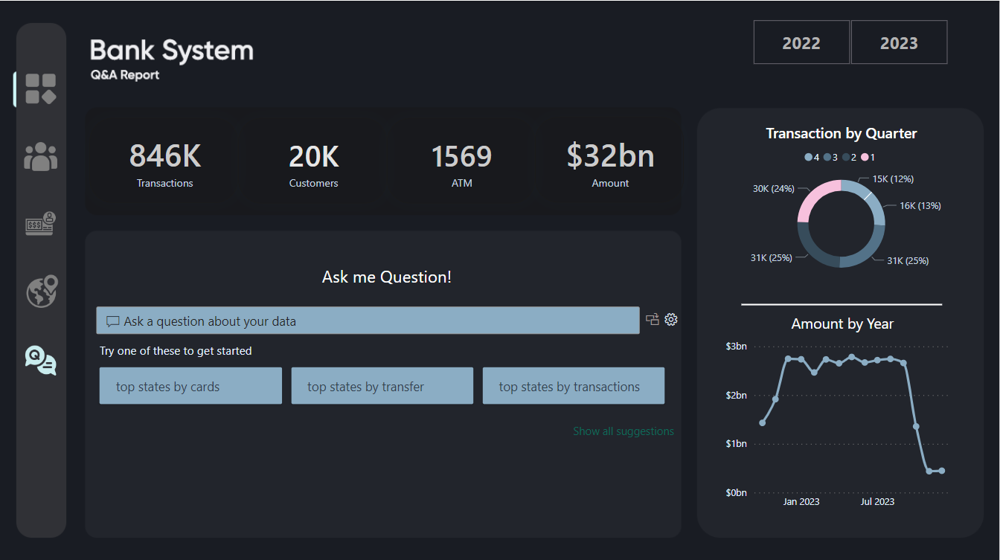 Bank System
Q&A Report
2022
2023
846K
Transactions
20K
Customers
1569
ATM
$32bn
Amount
Ask me Question!
Ask a question about your data
Try one of these to get started
top states by cards
top states by transfer
top states by transactions
Show all suggestions
Transaction by Quarter
4 3 2 1
15K (12%)
30K (24%)
16K (13%)
31K (25%)
31K (25%)
Amount by Year
$3bn
$2bn
$1bn
$0bn
Jan 2023
Jul 2023
$$$
Q